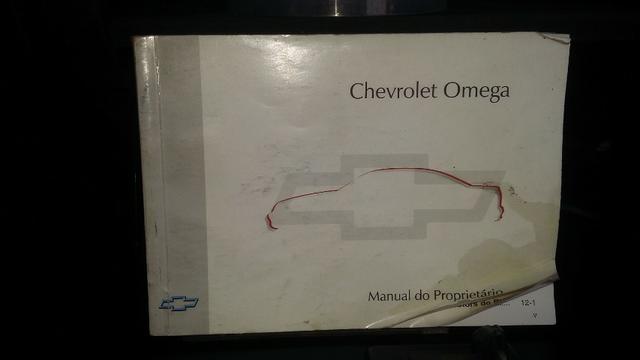 Chevrolet Omega
Manual do Proprietário
12-1